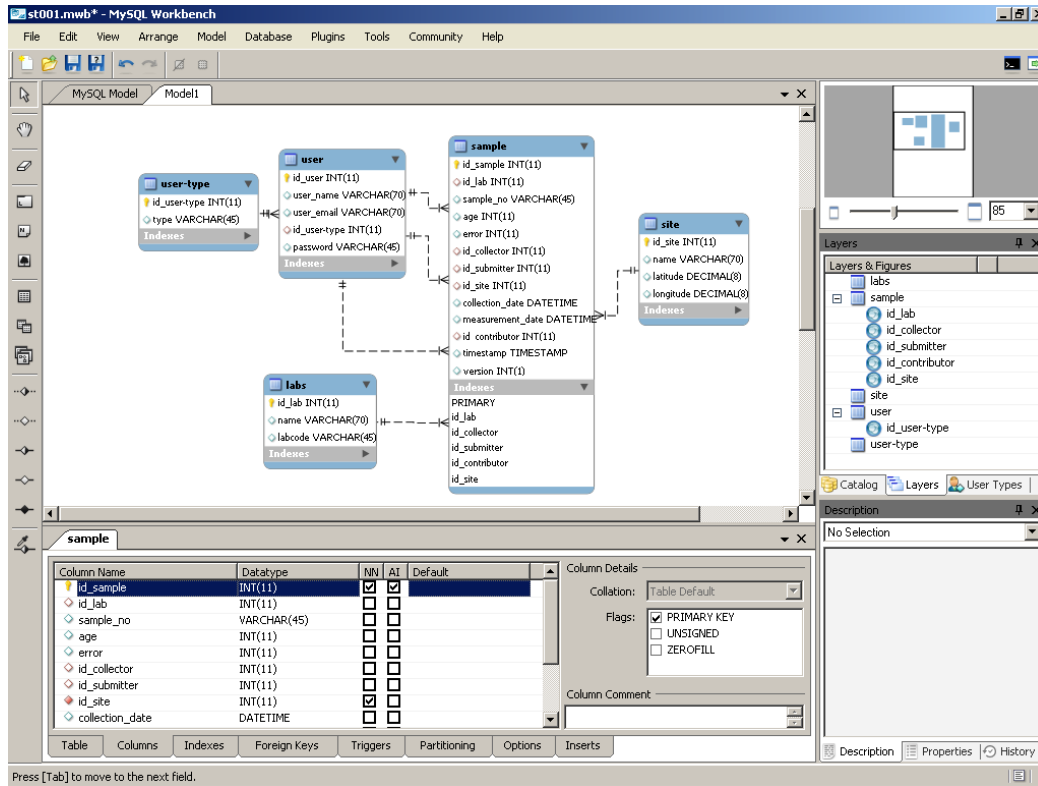 st001.mwb* - MySQL Workbench
File Edit View Arrange Model Database Plugins Tools Community Help
MySQL Model Model1
user-type
id_user-type INT(11)
type VARCHAR(45)
Indexes
user
id_user INT(11)
user_name VARCHAR(70)
user_email VARCHAR(70)
id_user-type INT(11)
password VARCHAR(45)
Indexes
sample
id_sample INT(11)
id_lab INT(11)
sample_no VARCHAR(45)
age INT(11)
error INT(11)
id_collector INT(11)
id_submitter INT(11)
id_site INT(11)
collection_date DATETIME
measurement_date DATETIME
id_contributor INT(11)
timestamp TIMESTAMP
version INT(1)
Indexes
PRIMARY
id_lab
id_collector
id_submitter
id_contributor
id_site
site
id_site INT(11)
name VARCHAR(70)
latitude DECIMAL(8)
longitude DECIMAL(8)
Indexes
labs
id_lab INT(11)
name VARCHAR(70)
labcode VARCHAR(45)
Indexes
85
Layers
Layers & Figures
labs
sample
id_lab
id_collector
id_submitter
id_contributor
id_site
site
user
id_user-type
user-type
Catalog Layers User Types
Description
No Selection
Description Properties History
sample
Column Name Datatype NN AI Default
id_sample INT(11)
id_lab INT(11)
sample_no VARCHAR(45)
age INT(11)
error INT(11)
id_collector INT(11)
id_submitter INT(11)
id_site INT(11)
collection_date DATETIME
Column Details
Collation: Table Default
Flags: PRIMARY KEY
UNSIGNED
ZEROFILL
Column Comment
Table Columns Indexes Foreign Keys Triggers Partitioning Options Inserts
Press [Tab] to move to the next field.